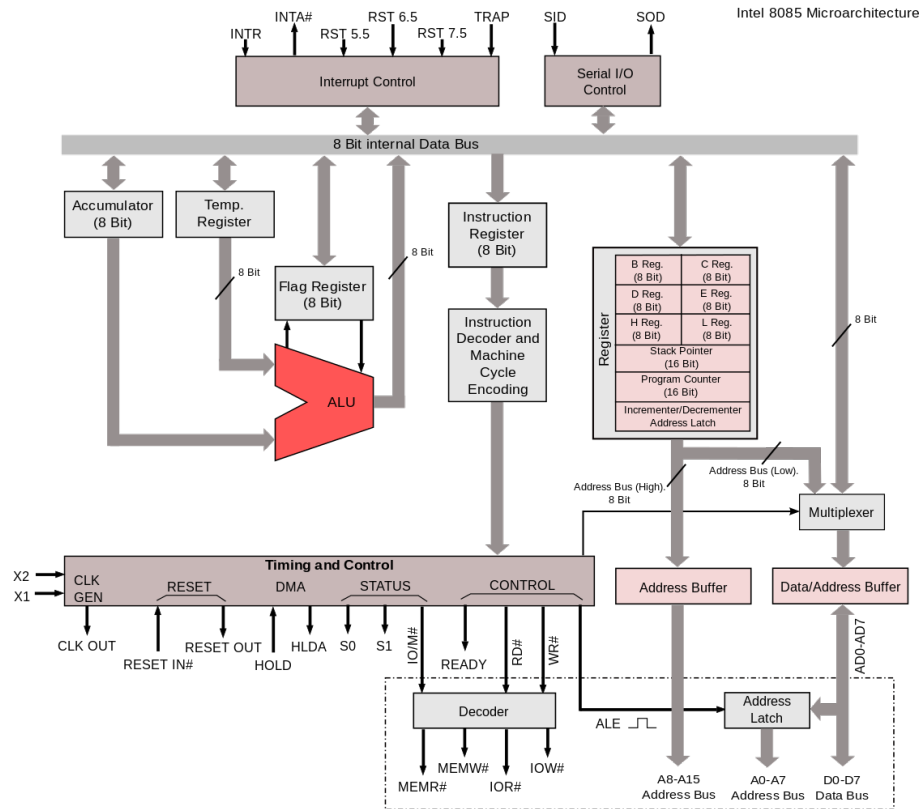 Intel 8085 Microarchitecture
INTR
INTA#
RST 5.5
RST 6.5
RST 7.5
TRAP
SID
SOD
Interrupt Control
Serial I/O
Control
8 Bit internal Data Bus
Accumulator
(8 Bit)
Temp.
Register
8 Bit
Flag Register
(8 Bit)
8 Bit
ALU
Instruction
Register
(8 Bit)
Instruction
Decoder and
Machine
Cycle
Encoding
Register
B Reg.
(8 Bit)
C Reg.
(8 Bit)
D Reg.
(8 Bit)
E Reg.
(8 Bit)
H Reg.
(8 Bit)
L Reg.
(8 Bit)
Stack Pointer
(16 Bit)
Program Counter
(16 Bit)
Incrementer/Decrementer
Address Latch
8 Bit
Address Bus (High).
8 Bit
Address Bus (Low).
8 Bit
Multiplexer
Timing and Control
X2
X1
CLK
GEN
RESET
DMA
STATUS
CONTROL
Address Buffer
Data/Address Buffer
CLK OUT
RESET IN#
RESET OUT
HOLD
HLDA
S0
S1
IO/M#
READY
RD#
WR#
AD0-AD7
Decoder
ALE
Address
Latch
MEMR#
MEMW#
IOR#
IOW#
A8-A15
Address Bus
A0-A7
Address Bus
D0-D7
Data Bus